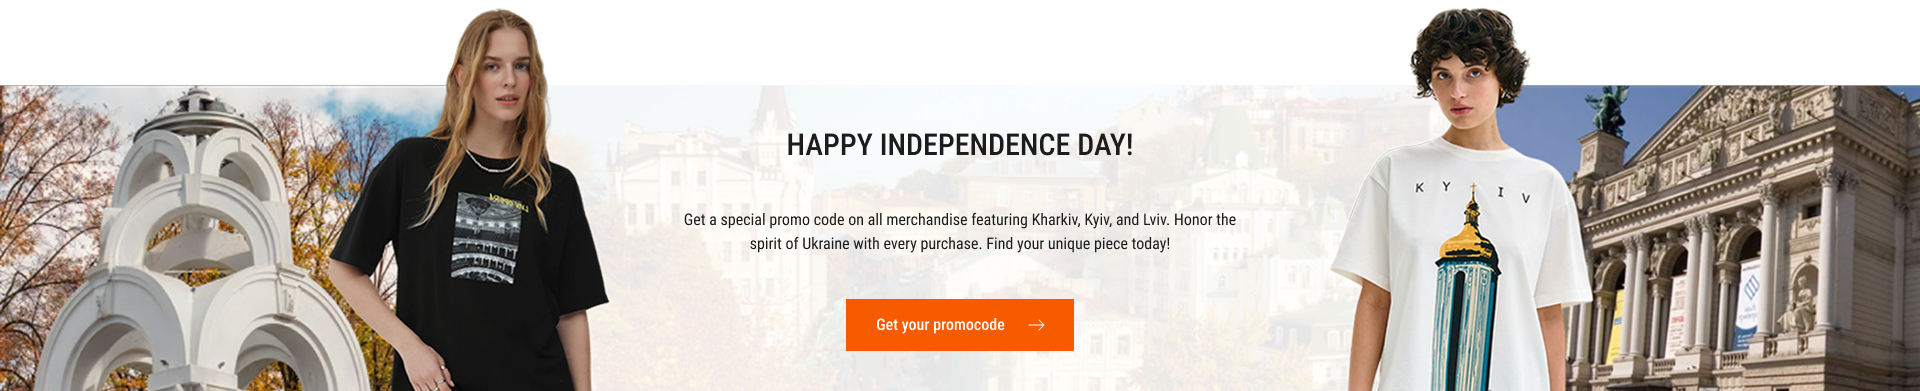 HAPPY INDEPENDENCE DAY!
Get a special promo code on all merchandise featuring Kharkiv, Kyiv, and Lviv. Honor the
spirit of Ukraine with every purchase. Find your unique piece today!
Get your promocode
KYIV